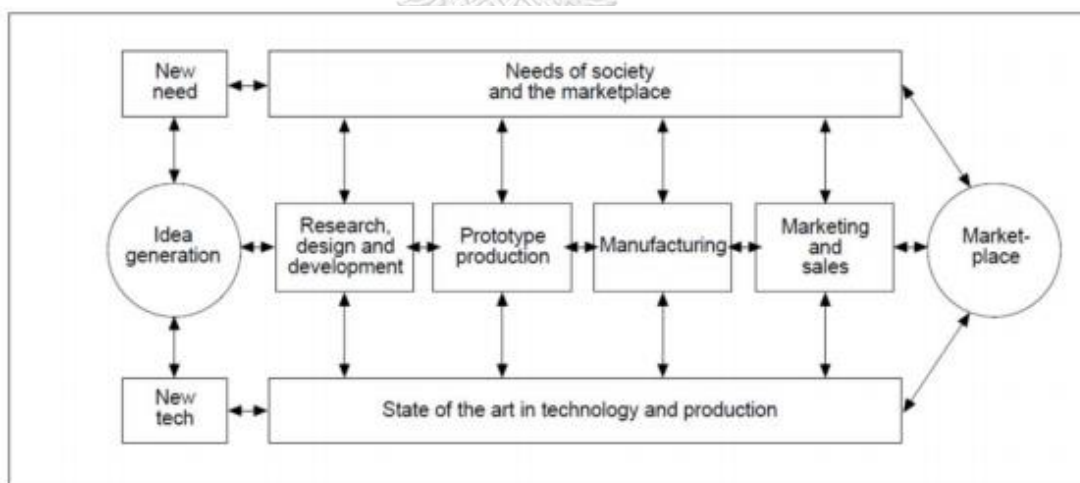 New
need
Needs of society
and the marketplace
Idea
generation
Research,
design and
development
Prototype
production
Manufacturing
Marketing
and
sales
Market-
place
New
tech
State of the art in technology and production